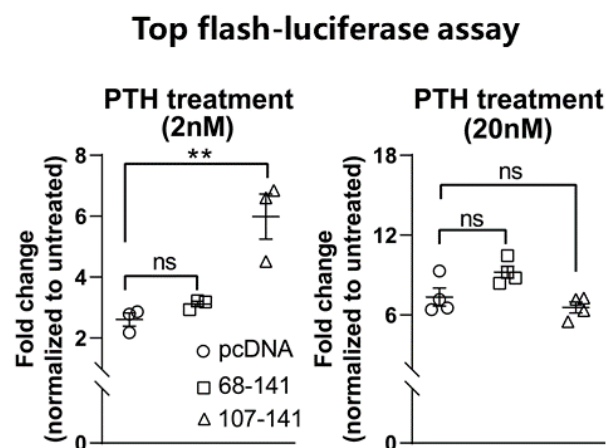 Top flash-luciferase assay
PTH treatment
(2nM)
Fold change
(normalized to untreated)
8
6
4
2
0
**
ns
pcDNA
68-141
107-141
PTH treatment
(20nM)
Fold change
(normalized to untreated)
18
12
6
0
ns
ns